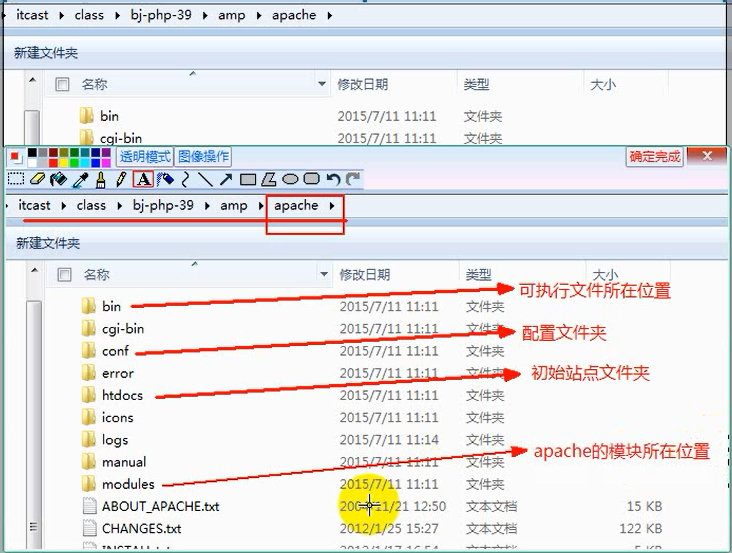 itcast class bj-php-39 amp apache
新建文件夹
名称 修改日期 类型 大小
bin 2015/7/11 11:11 文件夹
cgi-bin 2015/7/11 11:11 文件夹
透明模式 图像操作 确定完成
A
itcast class bj-php-39 amp apache
新建文件夹
名称 修改日期 类型 大小
bin 2015/7/11 11:11 文件夹 可执行文件所在位置
cgi-bin 2015/7/11 11:11 文件夹
conf 2015/7/11 11:11 文件夹 配置文件夹
error 2015/7/11 11:11 文件夹
htdocs 2015/7/11 11:11 文件夹 初始站点文件夹
icons 2015/7/11 11:11 文件夹
logs 2015/7/11 11:14 文件夹
manual 2015/7/11 11:11 文件夹
modules 2015/7/11 11:11 文件夹 apache的模块所在位置
ABOUT_APACHE.txt 12:50 文本文档 15 KB
CHANGES.txt 2012/1/25 15:27 文本文档 122 KB